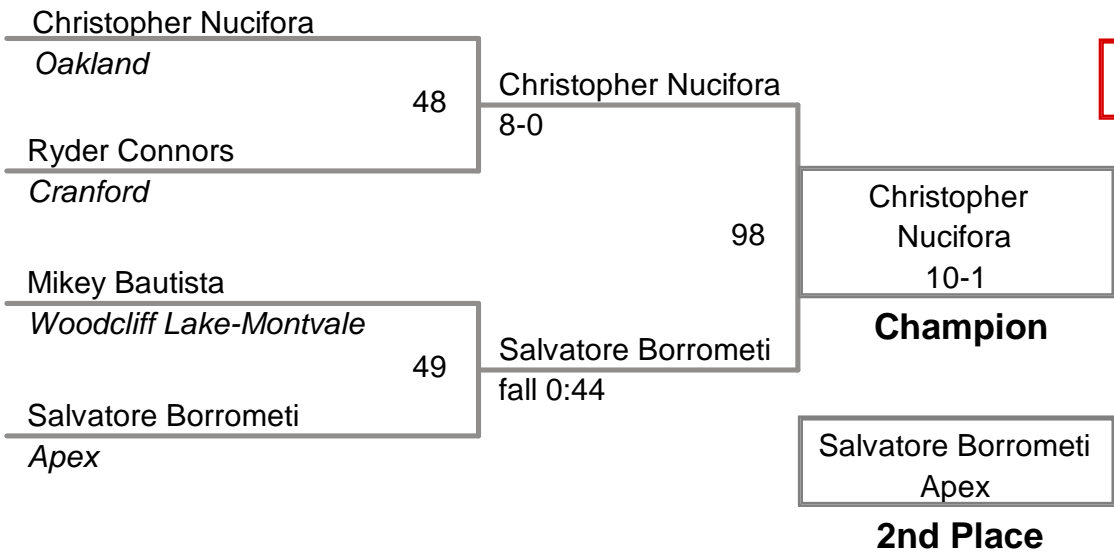 Christopher Nucifora
Oakland
48
Ryder Connors
Cranford
Christopher Nucifora
8-0
Mikey Bautista
Woodcliff Lake-Montvale
49
Salvatore Borrometi
Apex
Salvatore Borrometi
fall 0:44
98
Christopher
Nucifora
10-1
Champion
Salvatore Borrometi
Apex
2nd Place